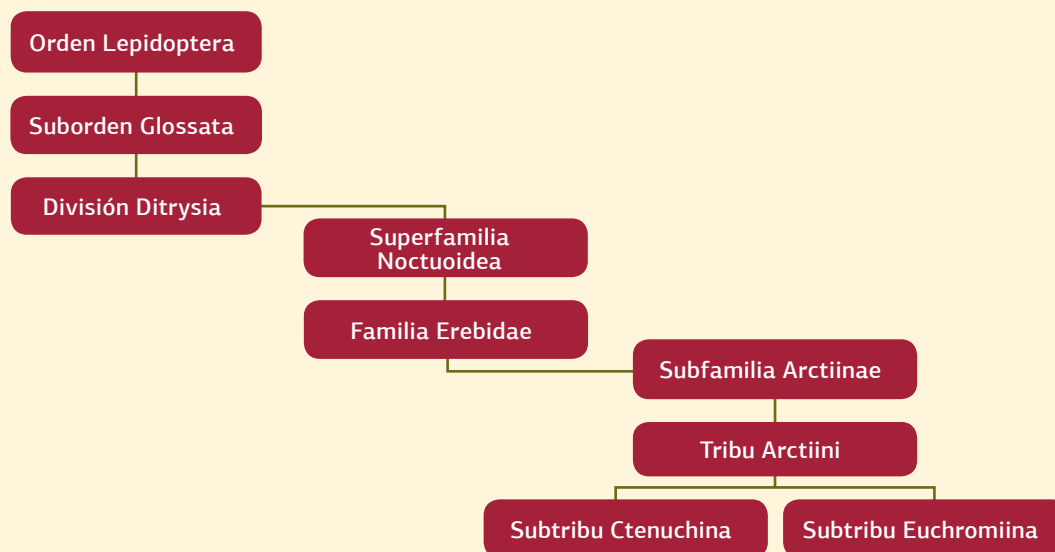 Orden Lepidoptera
Suborden Glossata
División Ditrysia
Superfamilia
Noctuoidea
Familia Erebidae
Subfamilia Arctiinae
Tribu Arctiini
Subtribu Ctenuchina
Subtribu Euchromiina